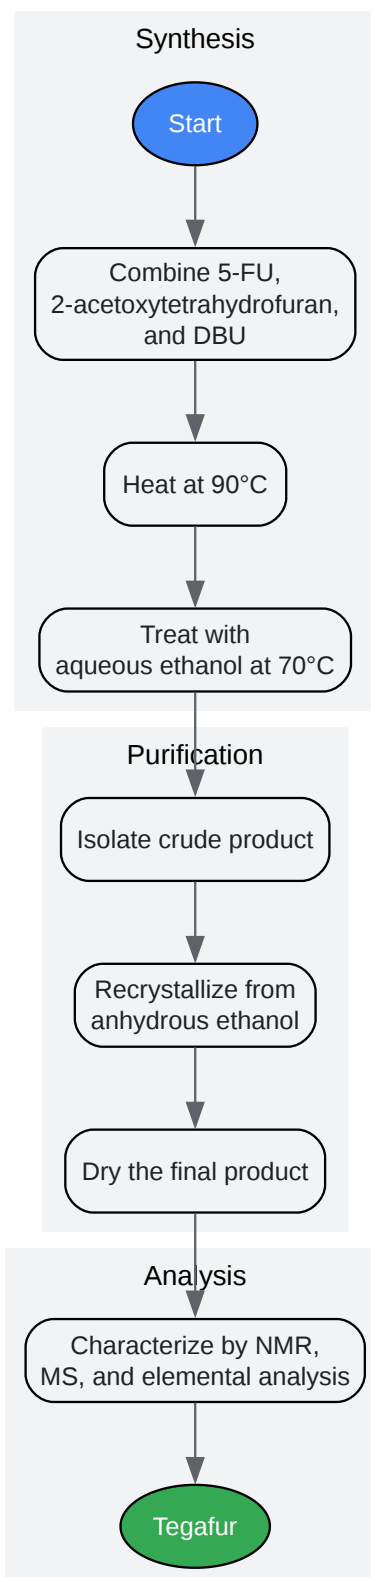 Synthesis
Start
Combine 5-FU,
2-acetoxytetrahydrofuran,
and DBU
Heat at 90°C
Treat with
aqueous ethanol at 70°C
Purification
Isolate crude product
Recrystallize from
anhydrous ethanol
Dry the final product
Analysis
Characterize by NMR,
MS, and elemental analysis
Tegafur